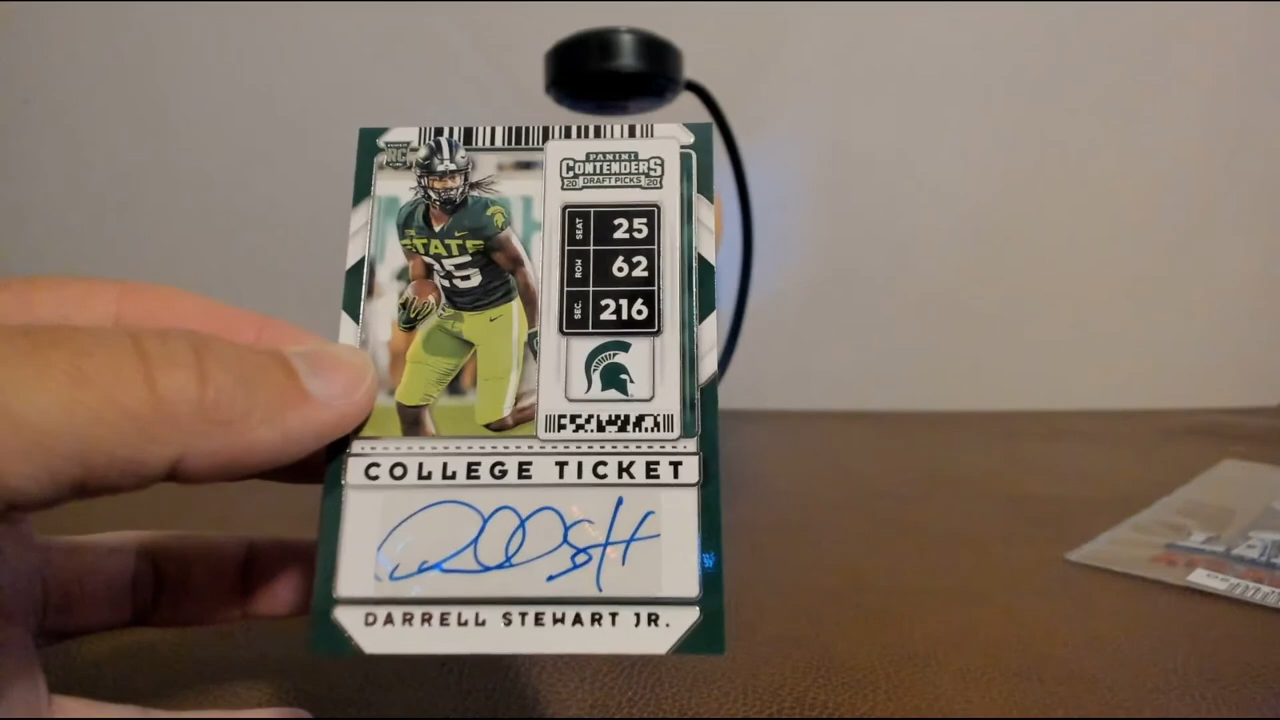 RC
PANINI
CONTENDERS
20 DRAFT PICKS 20
SEAT 25
ROW 62
SEC. 216
STATE
25
COLLEGE TICKET
DARRELL STEWART JR.